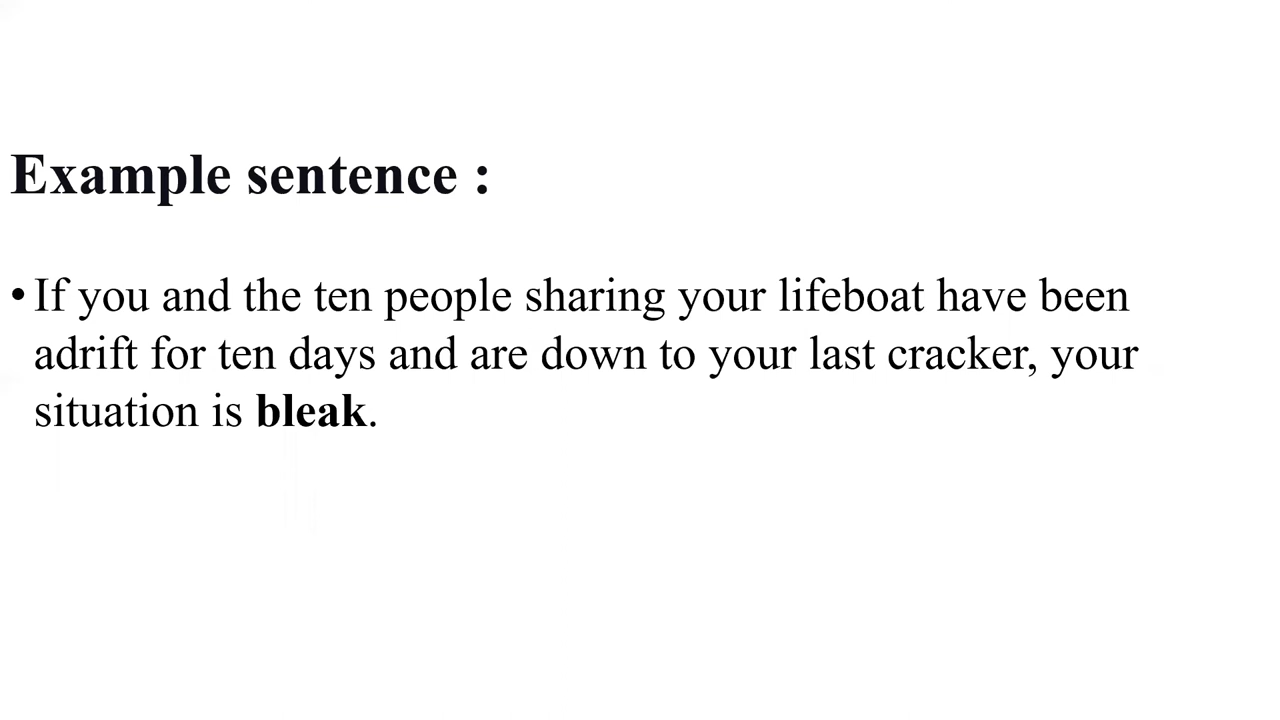 Example sentence :
• If you and the ten people sharing your lifeboat have been
adrift for ten days and are down to your last cracker, your
situation is bleak.